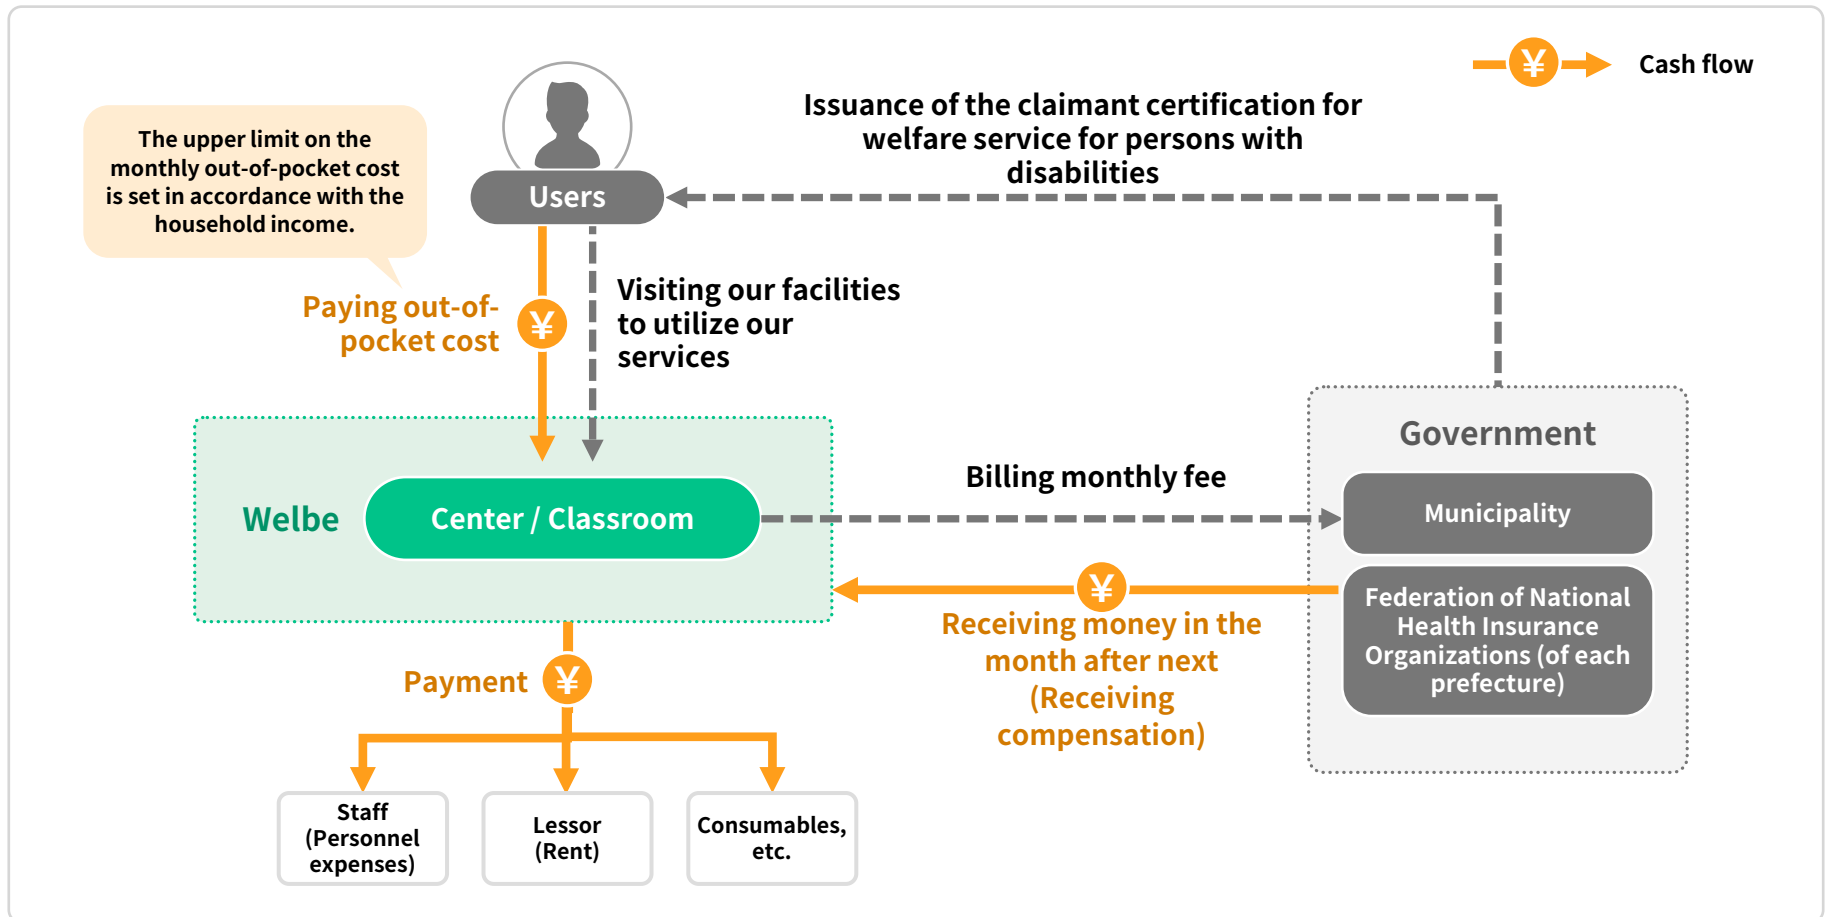 ¥
Cash flow
The upper limit on the
monthly out-of-pocket cost
is set in accordance with the
household income.
Users
Issuance of the claimant certification for
welfare service for persons with
disabilities
Paying out-of-
pocket cost
¥
Visiting our facilities
to utilize our
services
Government
Welbe
Center / Classroom
Billing monthly fee
Municipality
¥
Receiving money in the
month after next
(Receiving
compensation)
Federation of National
Health Insurance
Organizations (of each
prefecture)
Payment
¥
Staff
(Personnel
expenses)
Lessor
(Rent)
Consumables,
etc.